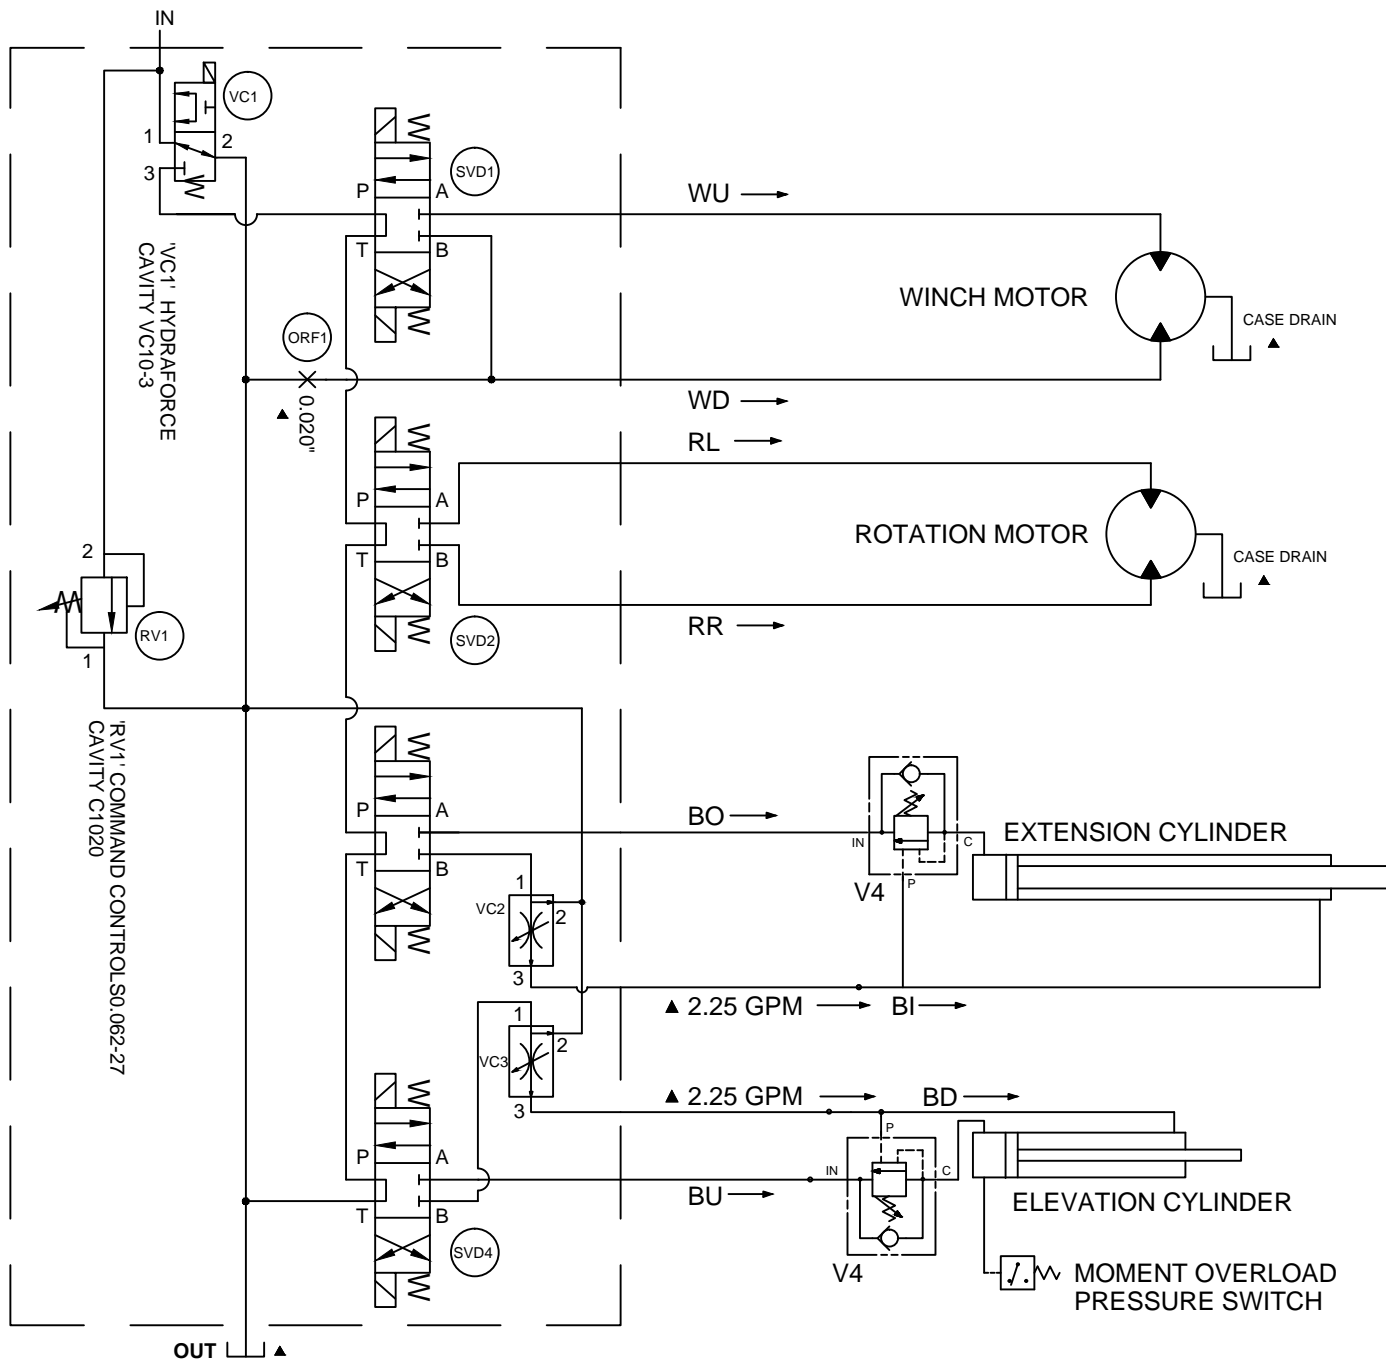 IN
VC1
1
2
3
SVD1
P
A
T
B
WU
WINCH MOTOR
CASE DRAIN
'VC1' HYDRAFORCE
CAVITY VC10-3
ORF1
0.020"
WD
RL
P
A
T
B
SVD2
ROTATION MOTOR
CASE DRAIN
RR
2
1
RV1
'RV1' COMMAND CONTROLS0.062-27
CAVITY C1020
P
A
T
B
BO
IN
C
P
V4
EXTENSION CYLINDER
1
VC2
2
3
2.25 GPM
BI
1
VC3
2
3
2.25 GPM
BD
P
A
T
B
SVD4
BU
P
IN
C
V4
ELEVATION CYLINDER
MOMENT OVERLOAD
PRESSURE SWITCH
OUT